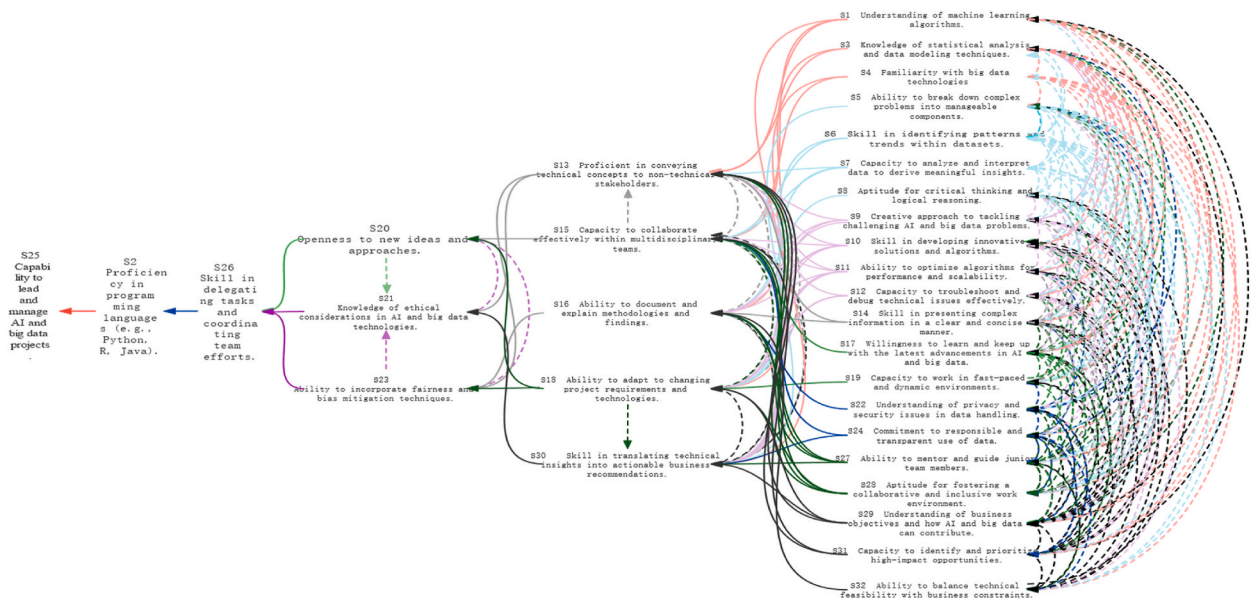 S25
Capabi
lity to
lead and
manage
AI and
big data
projects
.
S2
Proficien
cy in
program
ming
language
s (e.g.,
Python,
R, Java).
S26
Skill in
delegati
ng tasks
and
coordina
ting
team
efforts.
S20
Openness to new ideas and
approaches.
S21
Knowledge of ethical
considerations in AI and big data
technologies.
S23
Ability to incorporate fairness and
bias mitigation techniques.
S13 Proficient in conveying
technical concepts to non-technical
stakeholders.
S15 Capacity to collaborate
effectively within multidisciplinary
teams.
S16 Ability to document and
explain methodologies and
findings.
S18 Ability to adapt to changing
project requirements and
technologies.
S30 Skill in translating technical
insights into actionable business
recommendations.
S1 Understanding of machine learning
algorithms.
S3 Knowledge of statistical analysis
and data modeling techniques.
S4 Familiarity with big data
technologies
S5 Ability to break down complex
problems into manageable
components.
S6 Skill in identifying patterns and
trends within datasets.
S7 Capacity to analyze and interpret
data to derive meaningful insights.
S8 Aptitude for critical thinking and
logical reasoning.
S9 Creative approach to tackling
challenging AI and big data problems.
S10 Skill in developing innovative
solutions and algorithms.
S11 Ability to optimize algorithms for
performance and scalability.
S12 Capacity to troubleshoot and
debug technical issues effectively.
S14 Skill in presenting complex
information in a clear and concise
manner.
S17 Willingness to learn and keep up
with the latest advancements in AI
and big data.
S19 Capacity to work in fast-paced
and dynamic environments.
S22 Understanding of privacy and
security issues in data handling.
S24 Commitment to responsible and
transparent use of data.
S27 Ability to mentor and guide junior
team members.
S28 Aptitude for fostering a
collaborative and inclusive work
environment.
S29 Understanding of business
objectives and how AI and big data
can contribute.
S31 Capacity to identify and prioritize
high-impact opportunities.
S32 Ability to balance technical
feasibility with business constraints.